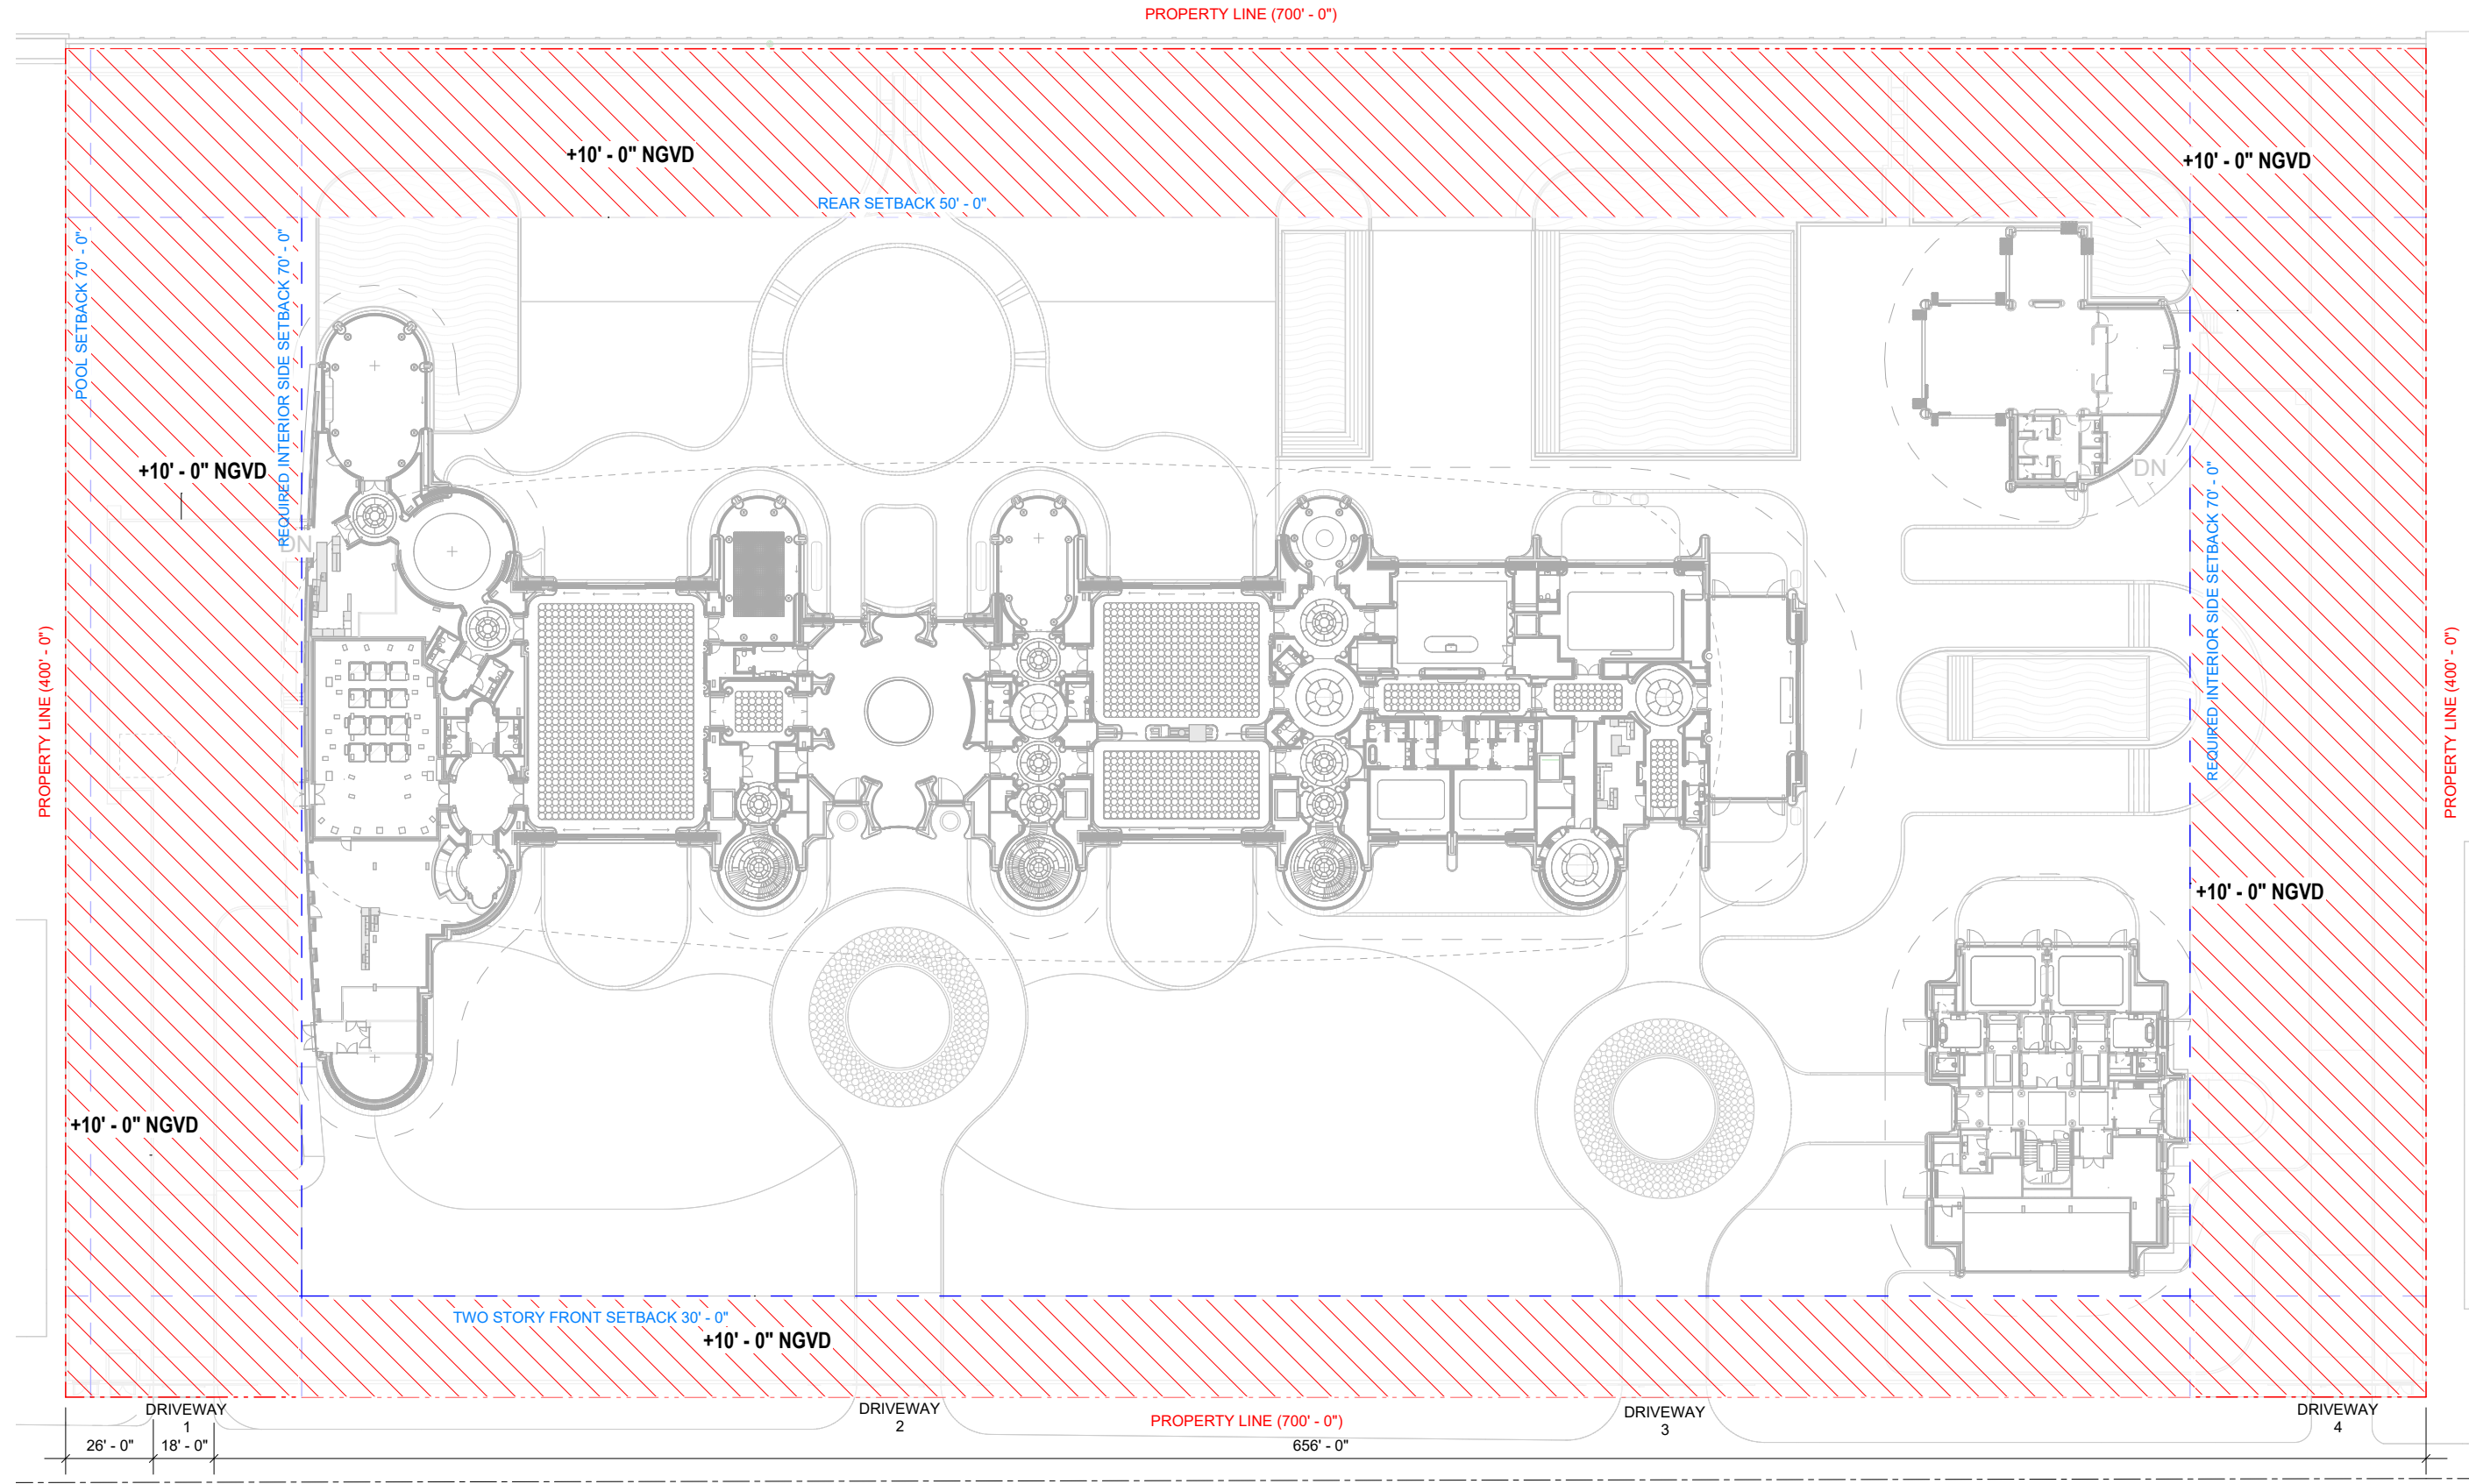 PROPERTY LINE (700' - 0")
+10' - 0" NGVD
+10' - 0" NGVD
REAR SETBACK 50' - 0"
POOL SETBACK 70' - 0"
REQUIRED INTERIOR SIDE SETBACK 70' - 0"
+10' - 0" NGVD
DN
DN
REQUIRED INTERIOR SIDE SETBACK 70' - 0"
PROPERTY LINE (400' - 0")
PROPERTY LINE (400' - 0")
+10' - 0" NGVD
+10' - 0" NGVD
TWO STORY FRONT SETBACK 30' - 0"
+10' - 0" NGVD
DRIVEWAY
1
DRIVEWAY
2
PROPERTY LINE (700' - 0")
DRIVEWAY
3
DRIVEWAY
4
26' - 0"
18' - 0"
656' - 0"